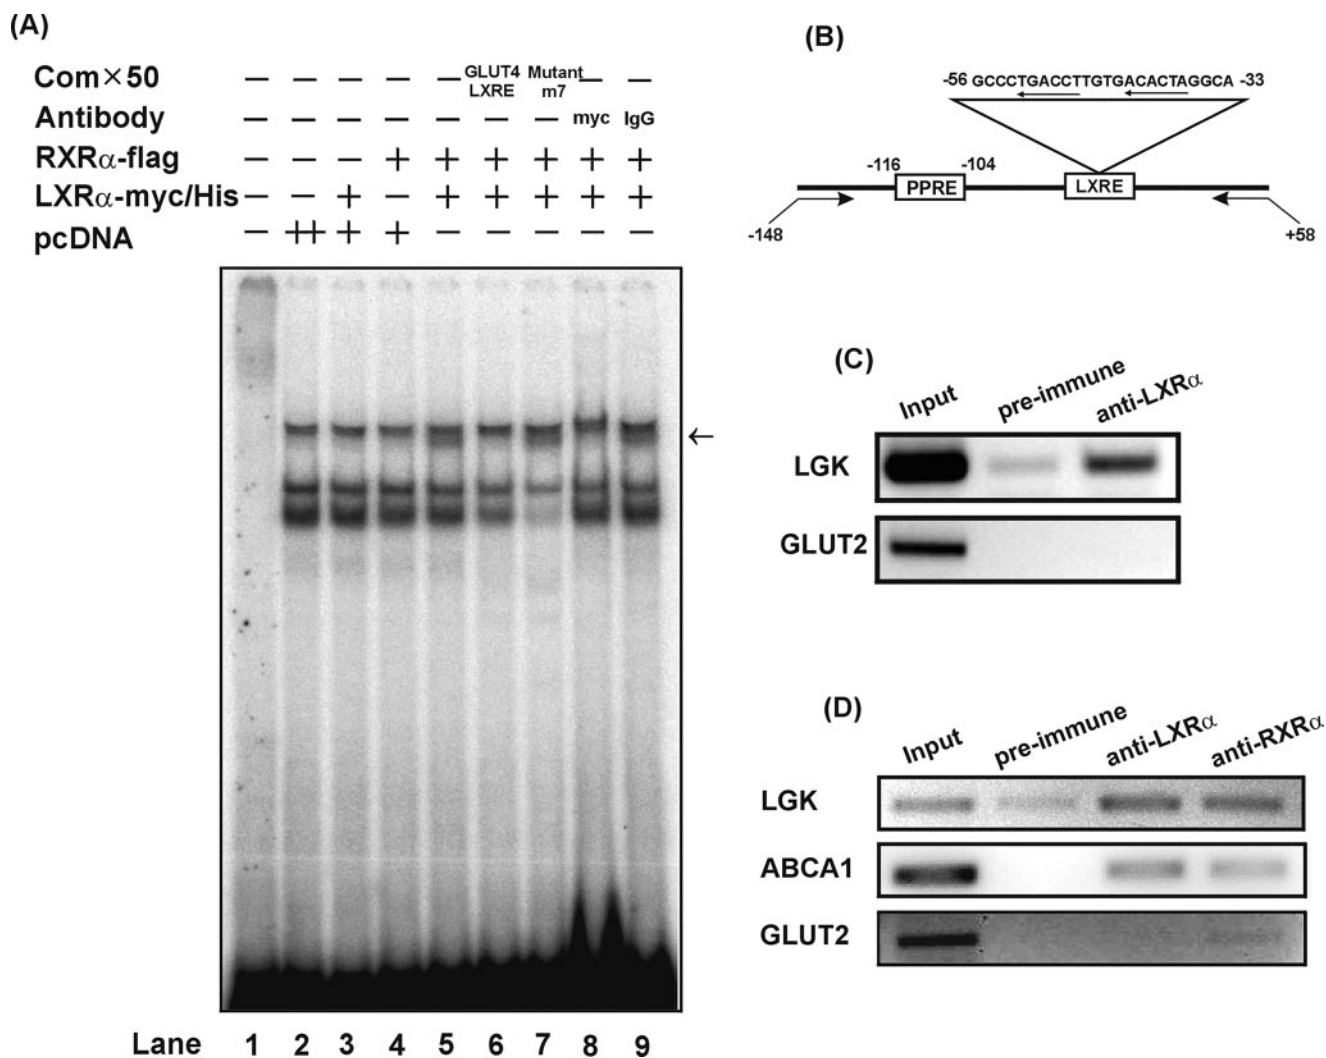 (A)
Com×50 – – – – – GLUT4 LXRE Mutant m7 – –
Antibody – – – – – – – myc IgG
RXRα-flag – – – + + + + + +
LXRα-myc/His – – + – + + + + +
pcDNA – ++ + + – – – – –
←
Lane 1 2 3 4 5 6 7 8 9
(B)
-56 GCCCTGACCTTGTGACACTAGGCA -33
-116 -104
PPRE LXRE
-148 +58
(C)
Input pre-immune anti-LXRα
LGK
GLUT2
(D)
Input pre-immune anti-LXRα anti-RXRα
LGK
ABCA1
GLUT2